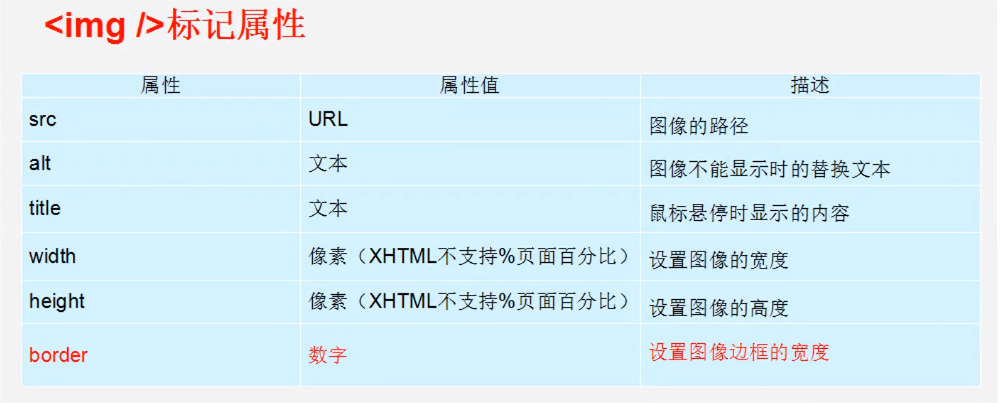 <img />标记属性
属性 属性值 描述
src URL 图像的路径
alt 文本 图像不能显示时的替换文本
title 文本 鼠标悬停时显示的内容
width 像素（XHTML不支持%页面百分比） 设置图像的宽度
height 像素（XHTML不支持%页面百分比） 设置图像的高度
border 数字 设置图像边框的宽度